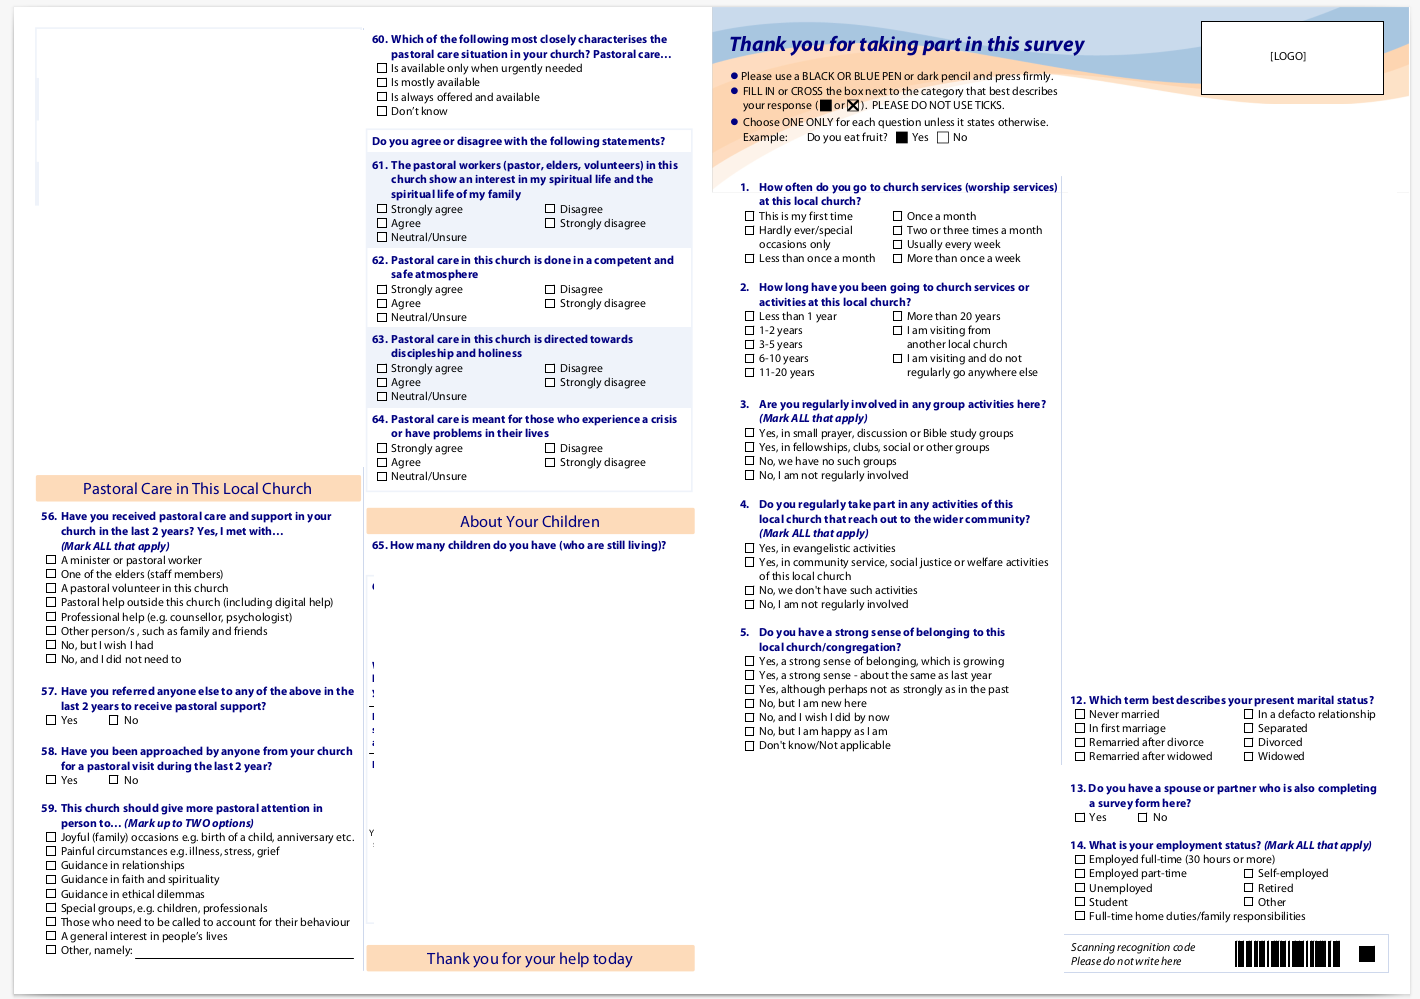 Pastoral Care in This Local Church
56. Have you received pastoral care and support in your
church in the last 2 years? Yes, I met with...
(Mark ALL that apply)
A minister or pastoral worker
One of the elders (staff members)
A pastoral volunteer in this church
Pastoral help outside this church (including digital help)
Professional help (e.g. counsellor, psychologist)
Other person/s , such as family and friends
No, but I wish I had
No, and I did not need to
57. Have you referred anyone else to any of the above in the
last 2 years to receive pastoral support?
Yes No
58. Have you been approached by anyone from your church
for a pastoral visit during the last 2 year?
Yes No
59. This church should give more pastoral attention in
person to... (Mark up to TWO options)
Joyful (family) occasions e.g. birth of a child, anniversary etc.
Painful circumstances e.g. illness, stress, grief
Guidance in relationships
Guidance in faith and spirituality
Guidance in ethical dilemmas
Special groups, e.g. children, professionals
Those who need to be called to account for their behaviour
A general interest in people's lives
Other, namely:
60. Which of the following most closely characterises the
pastoral care situation in your church? Pastoral care...
Is available only when urgently needed
Is mostly available
Is always offered and available
Don't know
Do you agree or disagree with the following statements?
61. The pastoral workers (pastor, elders, volunteers) in this
church show an interest in my spiritual life and the
spiritual life of my family
Strongly agree Disagree
Agree Strongly disagree
Neutral/Unsure
62. Pastoral care in this church is done in a competent and
safe atmosphere
Strongly agree Disagree
Agree Strongly disagree
Neutral/Unsure
63. Pastoral care in this church is directed towards
discipleship and holiness
Strongly agree Disagree
Agree Strongly disagree
Neutral/Unsure
64. Pastoral care is meant for those who experience a crisis
or have problems in their lives
Strongly agree Disagree
Agree Strongly disagree
Neutral/Unsure
About Your Children
65. How many children do you have (who are still living)?
Thank you for your help today
Thank you for taking part in this survey
[LOGO]
Please use a BLACK OR BLUE PEN or dark pencil and press firmly.
FILL IN or CROSS the box next to the category that best describes
your response ( or ). PLEASE DO NOT USE TICKS.
Choose ONE ONLY for each question unless it states otherwise.
Example: Do you eat fruit? Yes No
1. How often do you go to church services (worship services)
at this local church?
This is my first time Once a month
Hardly ever/special Two or three times a month
occasions only Usually every week
Less than once a month More than once a week
2. How long have you been going to church services or
activities at this local church?
Less than 1 year More than 20 years
1-2 years I am visiting from
3-5 years another local church
6-10 years I am visiting and do not
11-20 years regularly go anywhere else
3. Are you regularly involved in any group activities here?
(Mark ALL that apply)
Yes, in small prayer, discussion or Bible study groups
Yes, in fellowships, clubs, social or other groups
No, we have no such groups
No, I am not regularly involved
4. Do you regularly take part in any activities of this
local church that reach out to the wider community?
(Mark ALL that apply)
Yes, in evangelistic activities
Yes, in community service, social justice or welfare activities
of this local church
No, we don't have such activities
No, I am not regularly involved
5. Do you have a strong sense of belonging to this
local church/congregation?
Yes, a strong sense of belonging, which is growing
Yes, a strong sense - about the same as last year
Yes, although perhaps not as strongly as in the past
No, but I am new here
No, and I wish I did by now
No, but I am happy as I am
Don't know/Not applicable
12. Which term best describes your present marital status?
Never married In a defacto relationship
In first marriage Separated
Remarried after divorce Divorced
Remarried after widowed Widowed
13. Do you have a spouse or partner who is also completing
a survey form here?
Yes No
14. What is your employment status? (Mark ALL that apply)
Employed full-time (30 hours or more)
Employed part-time Self-employed
Unemployed Retired
Student Other
Full-time home duties/family responsibilities
Scanning recognition code
Please do not write here